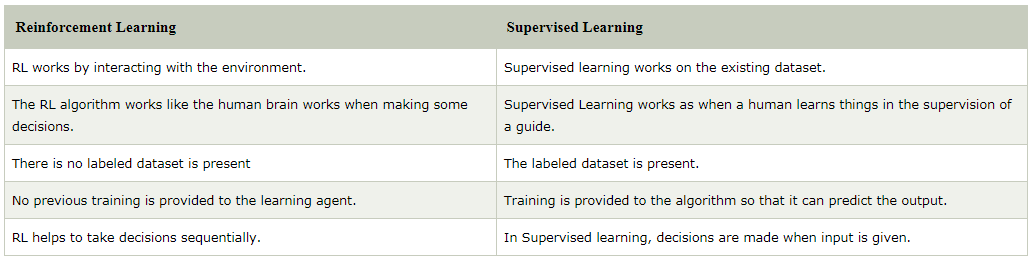 Reinforcement Learning
Supervised Learning
RL works by interacting with the environment.
Supervised learning works on the existing dataset.
The RL algorithm works like the human brain works when making some
decisions.
Supervised Learning works as when a human learns things in the supervision of
a guide.
There is no labeled dataset is present
The labeled dataset is present.
No previous training is provided to the learning agent.
Training is provided to the algorithm so that it can predict the output.
RL helps to take decisions sequentially.
In Supervised learning, decisions are made when input is given.